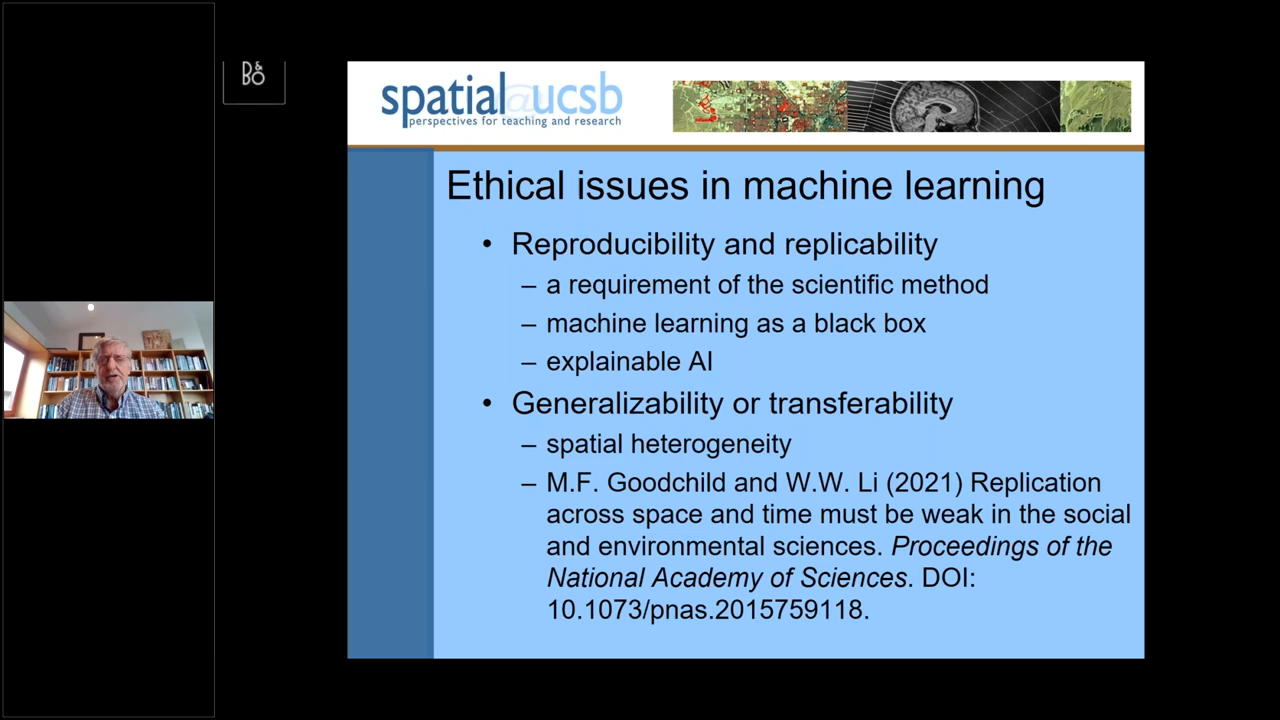 B&O
spatial@ucsb
perspectives for teaching and research
Ethical issues in machine learning
• Reproducibility and replicability
– a requirement of the scientific method
– machine learning as a black box
– explainable AI
• Generalizability or transferability
– spatial heterogeneity
– M.F. Goodchild and W.W. Li (2021) Replication
across space and time must be weak in the social
and environmental sciences. Proceedings of the
National Academy of Sciences. DOI:
10.1073/pnas.2015759118.